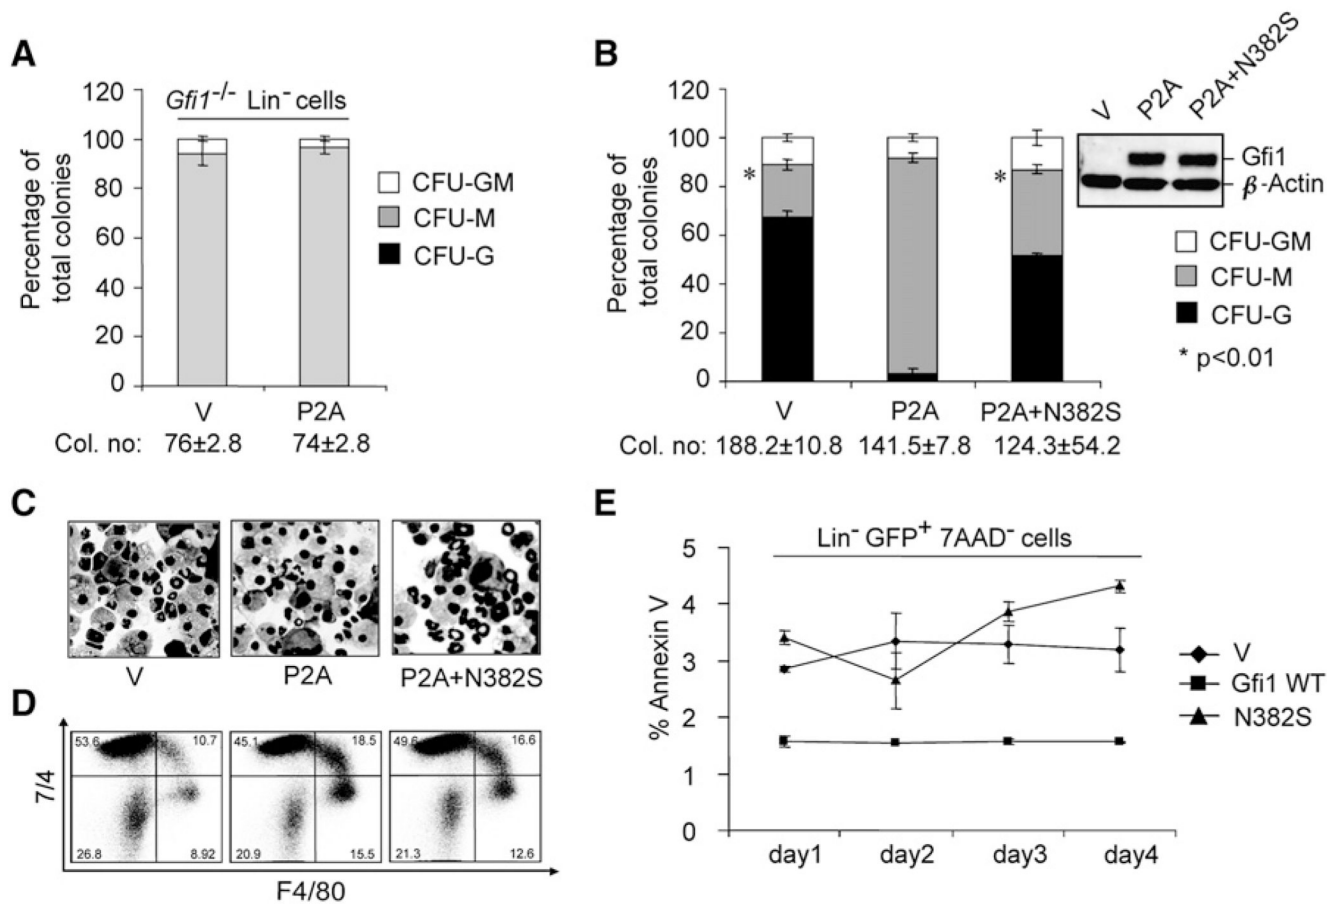 A
Gfi1-/- Lin- cells
Percentage of
total colonies
120
100
80
60
40
20
0
V P2A
Col. no: 76±2.8 74±2.8
CFU-GM
CFU-M
CFU-G
B
Percentage of
total colonies
120
100
80
60
40
20
0
*
*
V P2A P2A+N382S
Col. no: 188.2±10.8 141.5±7.8 124.3±54.2
V P2A P2A+N382S
Gfi1
β-Actin
CFU-GM
CFU-M
CFU-G
* p<0.01
C
V P2A P2A+N382S
D
7/4
53.6 10.7 45.1 18.5 49.6 16.6
26.8 8.92 20.9 15.5 21.3 12.6
F4/80
E
Lin- GFP+ 7AAD- cells
% Annexin V
5
4
3
2
1
0
day1 day2 day3 day4
V
Gfi1 WT
N382S